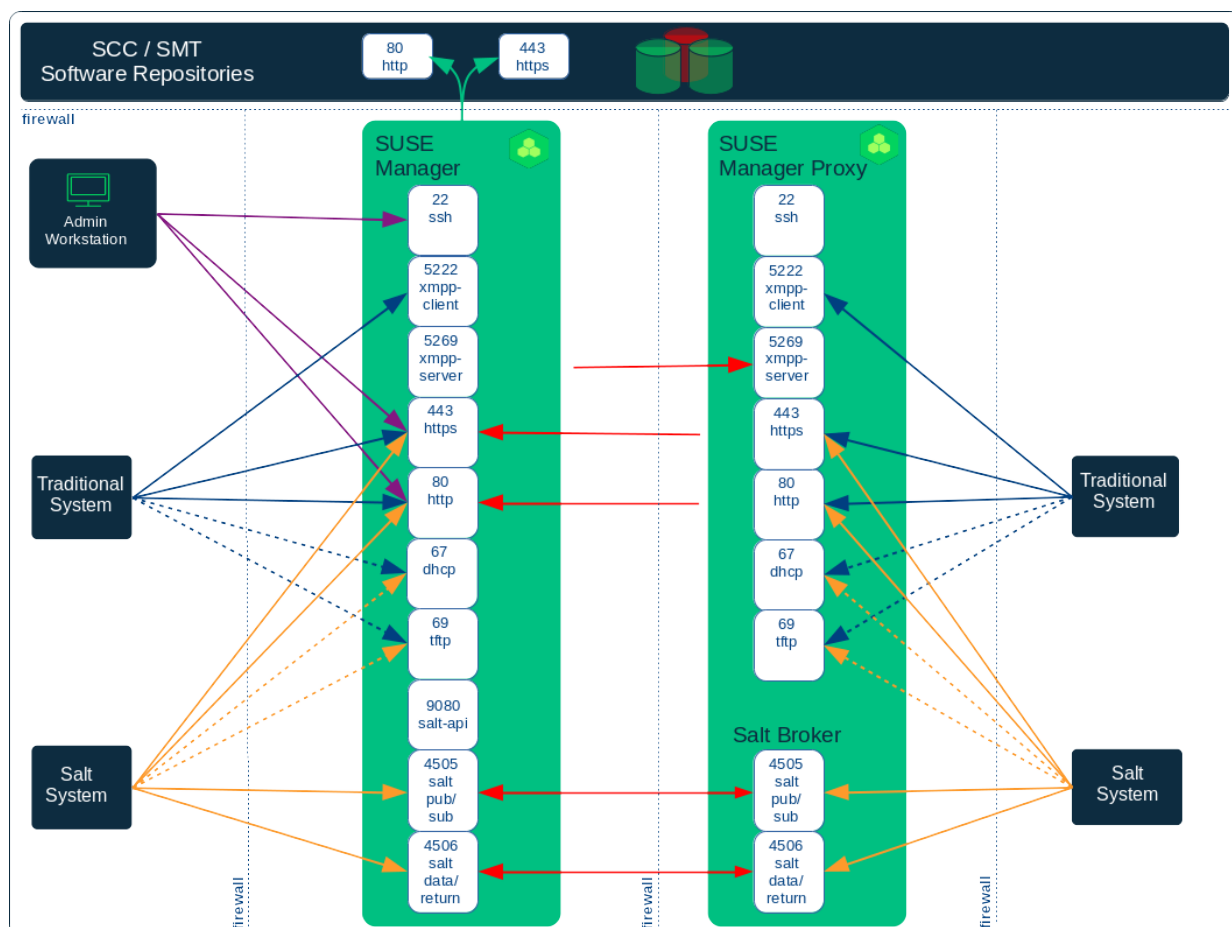 SCC / SMT
Software Repositories
80
http
443
https
firewall
Admin
Workstation
Traditional
System
Salt
System
SUSE
Manager
22
ssh
5222
xmpp-
client
5269
xmpp-
server
443
https
80
http
67
dhcp
69
tftp
9080
salt-api
4505
salt
pub/
sub
4506
salt
data/
return
SUSE
Manager Proxy
22
ssh
5222
xmpp-
client
5269
xmpp-
server
443
https
80
http
67
dhcp
69
tftp
Salt Broker
4505
salt
pub/
sub
4506
salt
data/
return
Traditional
System
Salt
System
firewall
firewall
firewall